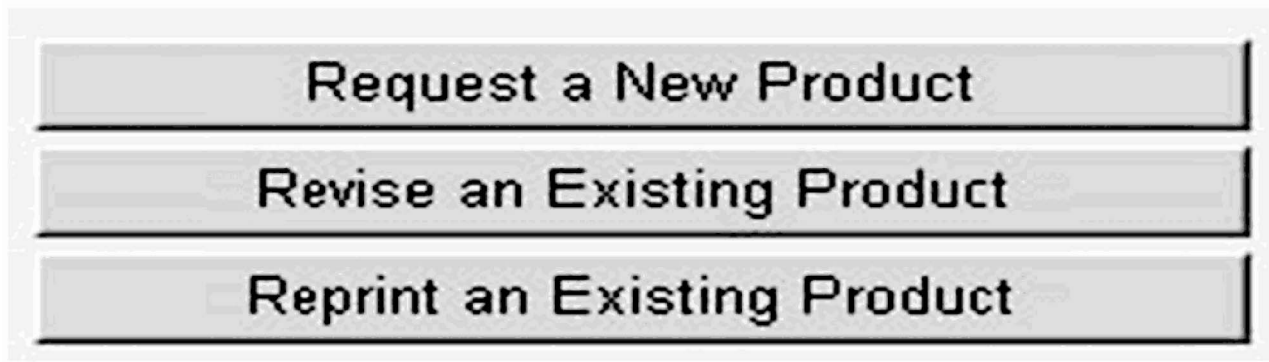 Request a New Product
Revise an Existing Product
Reprint an Existing Product